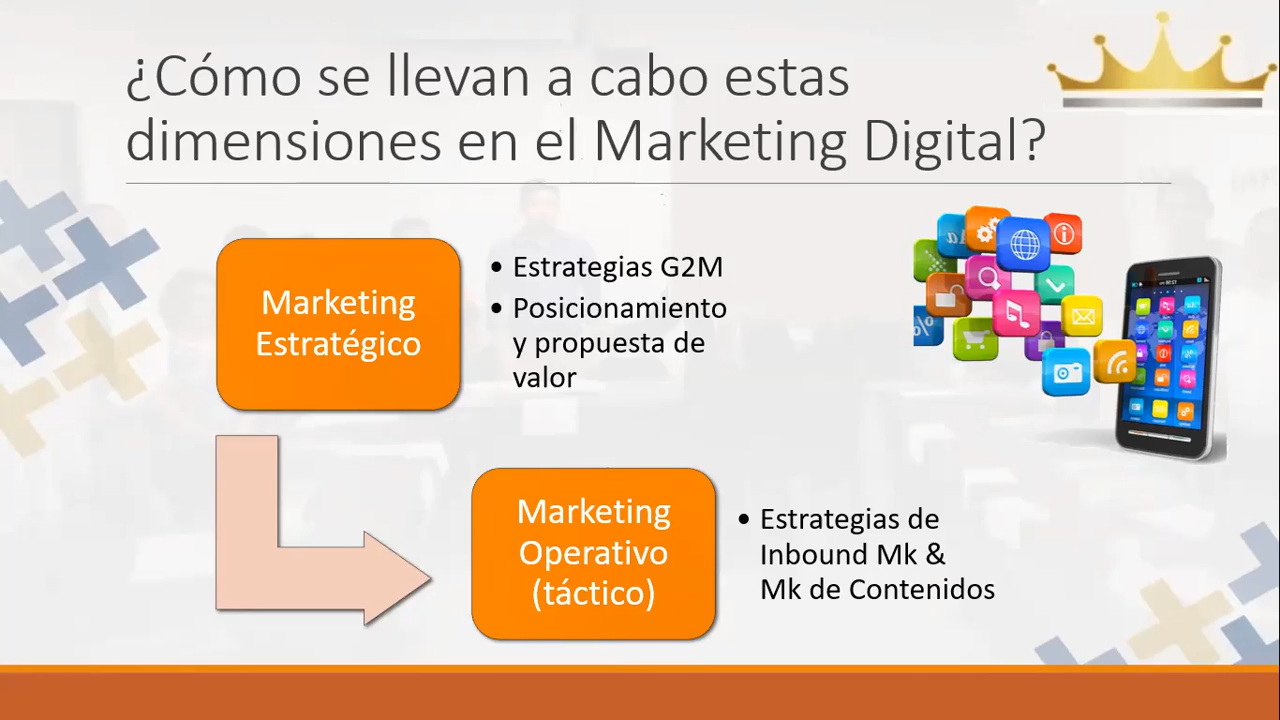 ¿Cómo se llevan a cabo estas
dimensiones en el Marketing Digital?
Marketing
Estratégico
• Estrategias G2M
• Posicionamiento
y propuesta de
valor
Marketing
Operativo
(táctico)
• Estrategias de
Inbound Mk &
Mk de Contenidos